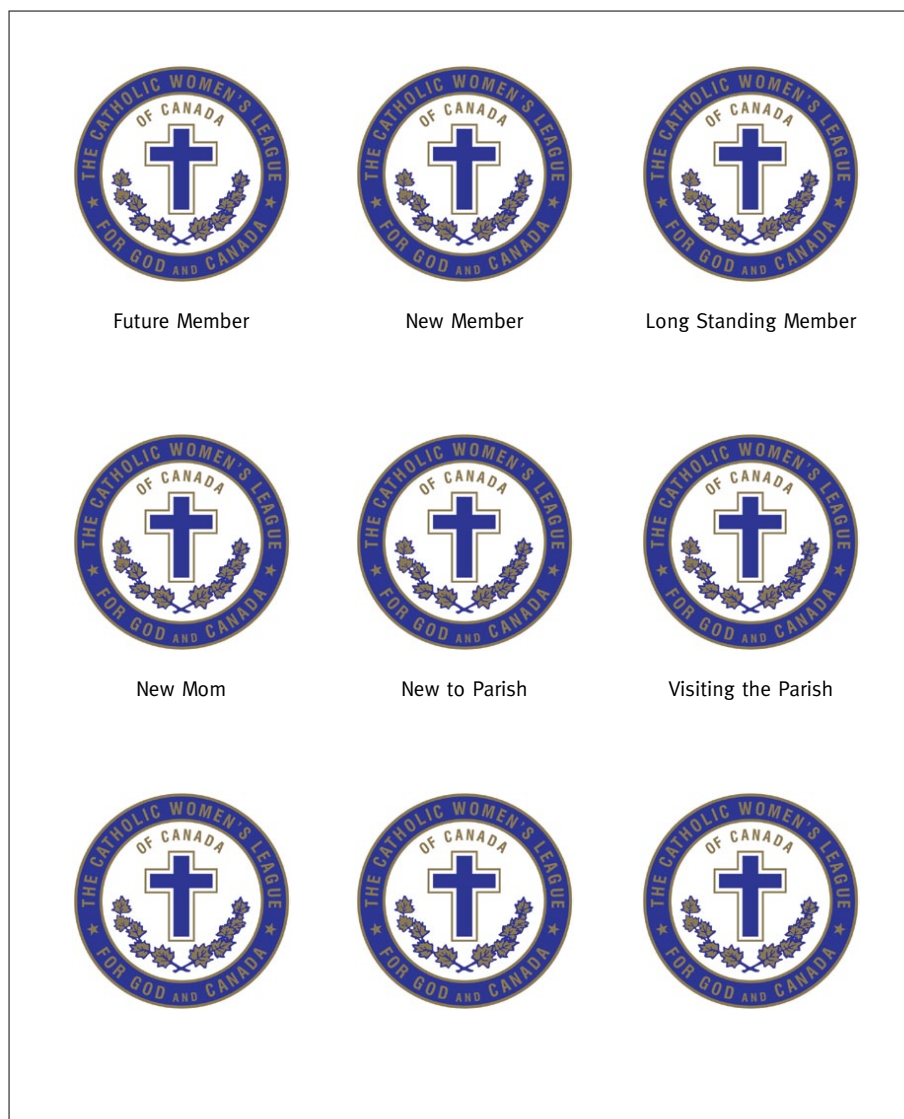 THE CATHOLIC WOMEN'S LEAGUE THE CATHOLIC WOMEN'S LEAGUE THE CATHOLIC WOMEN'S LEAGUE
OF CANADA OF CANADA OF CANADA
FOR GOD AND CANADA FOR GOD AND CANADA FOR GOD AND CANADA
Future Member New Member Long Standing Member
THE CATHOLIC WOMEN'S LEAGUE THE CATHOLIC WOMEN'S LEAGUE THE CATHOLIC WOMEN'S LEAGUE
OF CANADA OF CANADA OF CANADA
FOR GOD AND CANADA FOR GOD AND CANADA FOR GOD AND CANADA
New Mom New to Parish Visiting the Parish
THE CATHOLIC WOMEN'S LEAGUE THE CATHOLIC WOMEN'S LEAGUE THE CATHOLIC WOMEN'S LEAGUE
OF CANADA OF CANADA OF CANADA
FOR GOD AND CANADA FOR GOD AND CANADA FOR GOD AND CANADA